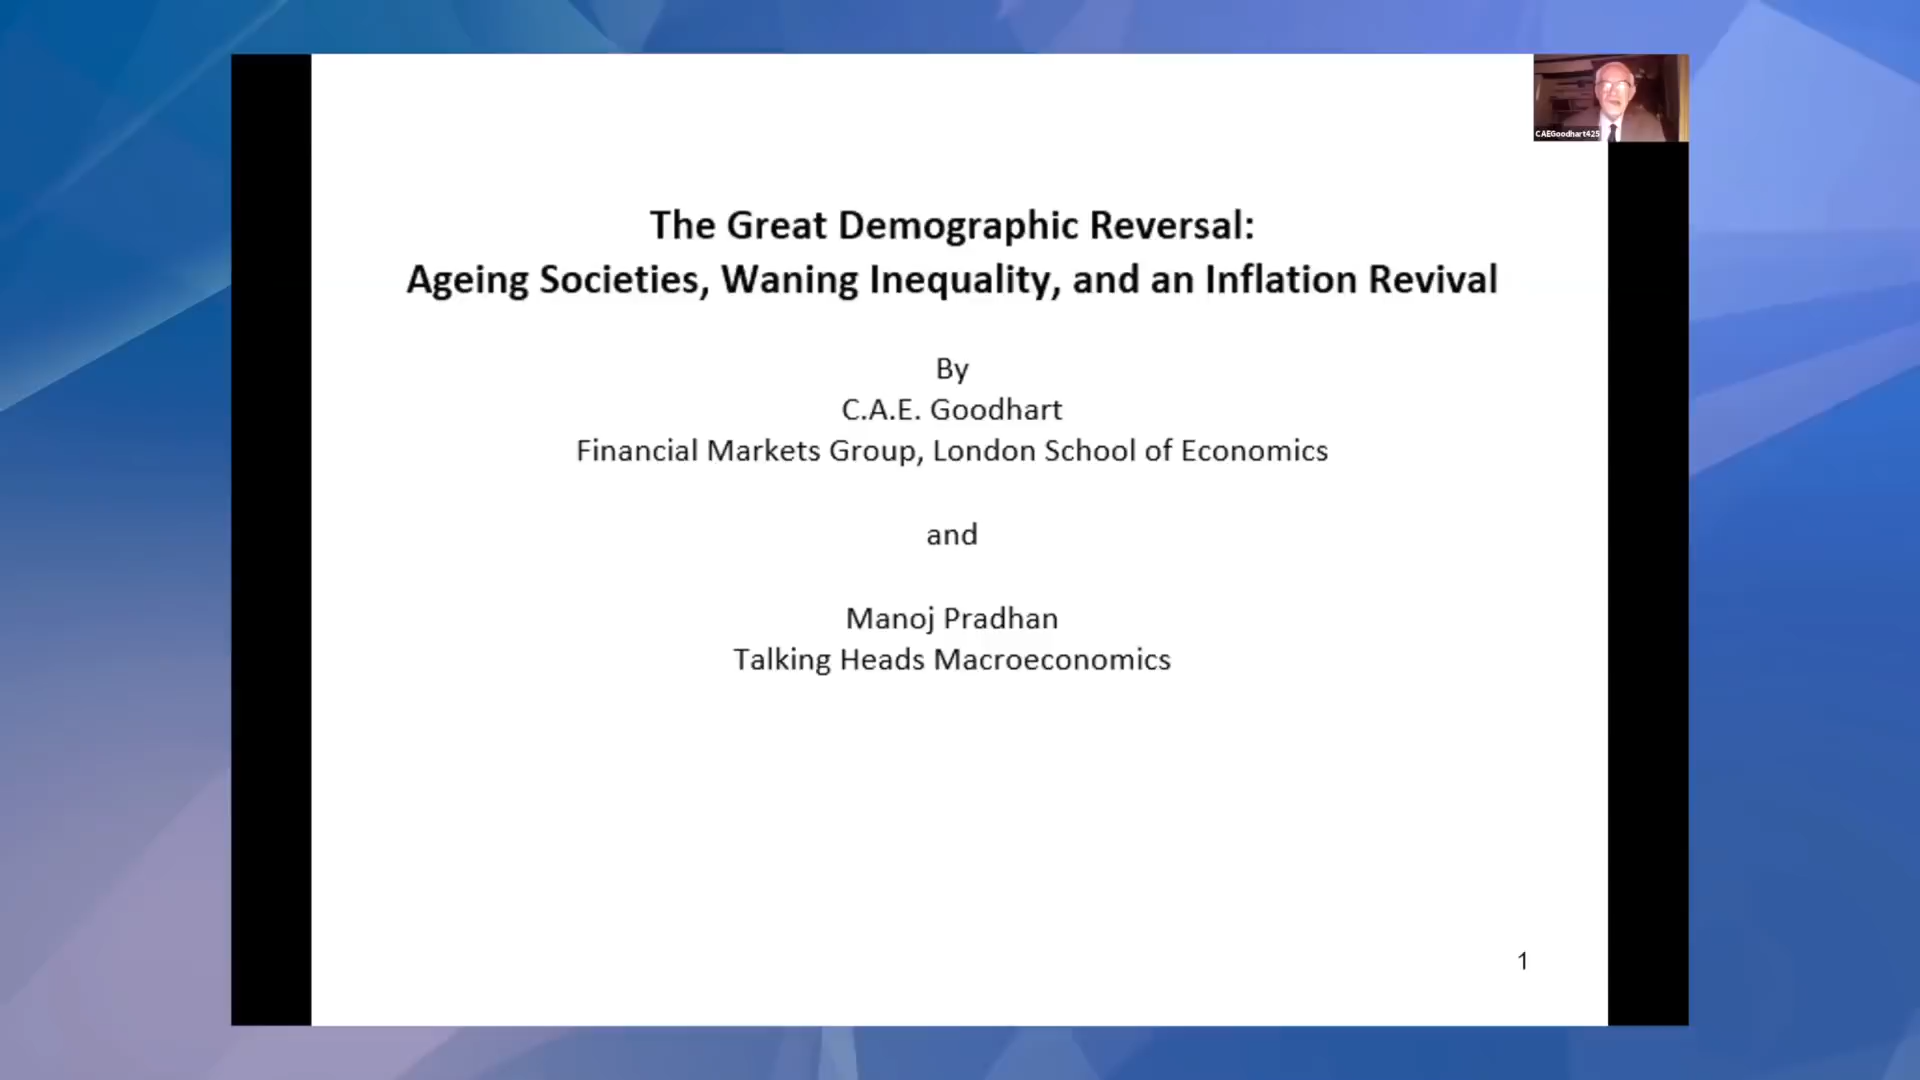 CAEGoodhart425
The Great Demographic Reversal:
Ageing Societies, Waning Inequality, and an Inflation Revival
By
C.A.E. Goodhart
Financial Markets Group, London School of Economics
and
Manoj Pradhan
Talking Heads Macroeconomics
1